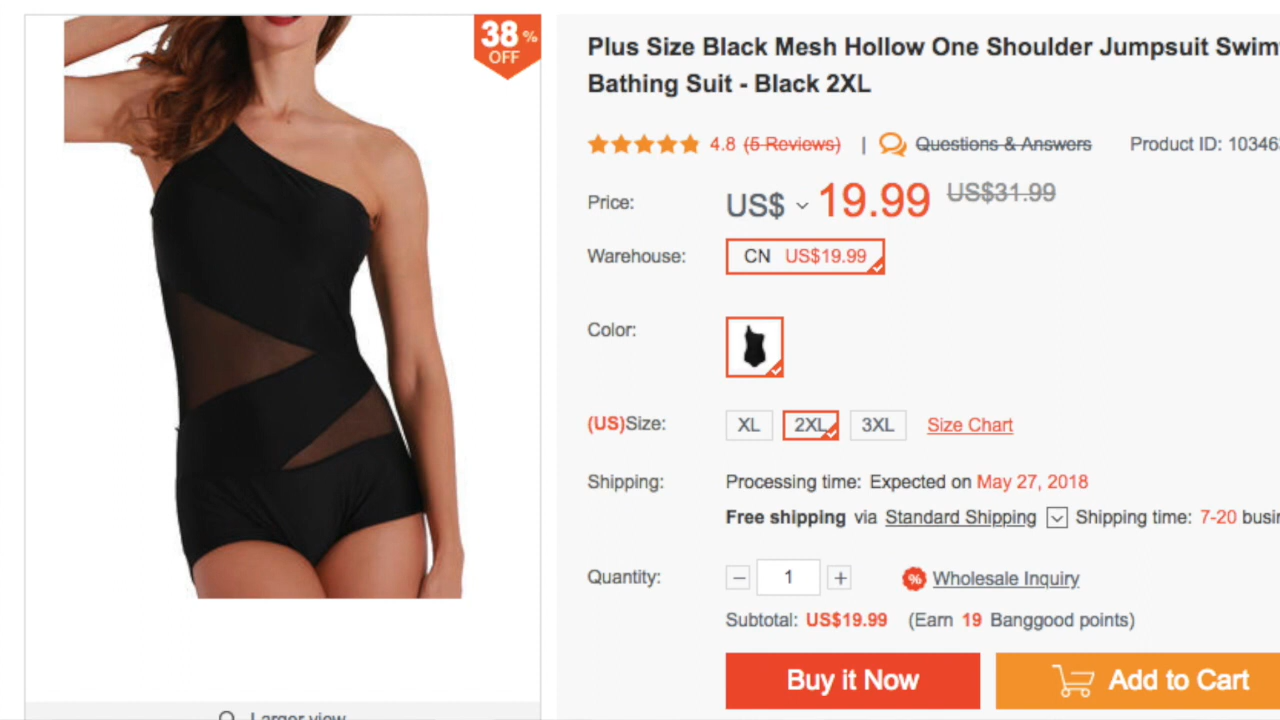 38%
OFF
Plus Size Black Mesh Hollow One Shoulder Jumpsuit Swim
Bathing Suit - Black 2XL
4.8 (5 Reviews) | Questions & Answers Product ID: 10346
Price: US$ 19.99 US$31.99
Warehouse: CN US$19.99
Color:
(US)Size: XL 2XL 3XL Size Chart
Shipping: Processing time: Expected on May 27, 2018
Free shipping via Standard Shipping Shipping time: 7-20 busin
Quantity: − 1 + % Wholesale Inquiry
Subtotal: US$19.99 (Earn 19 Banggood points)
Buy it Now Add to Cart
Larger view